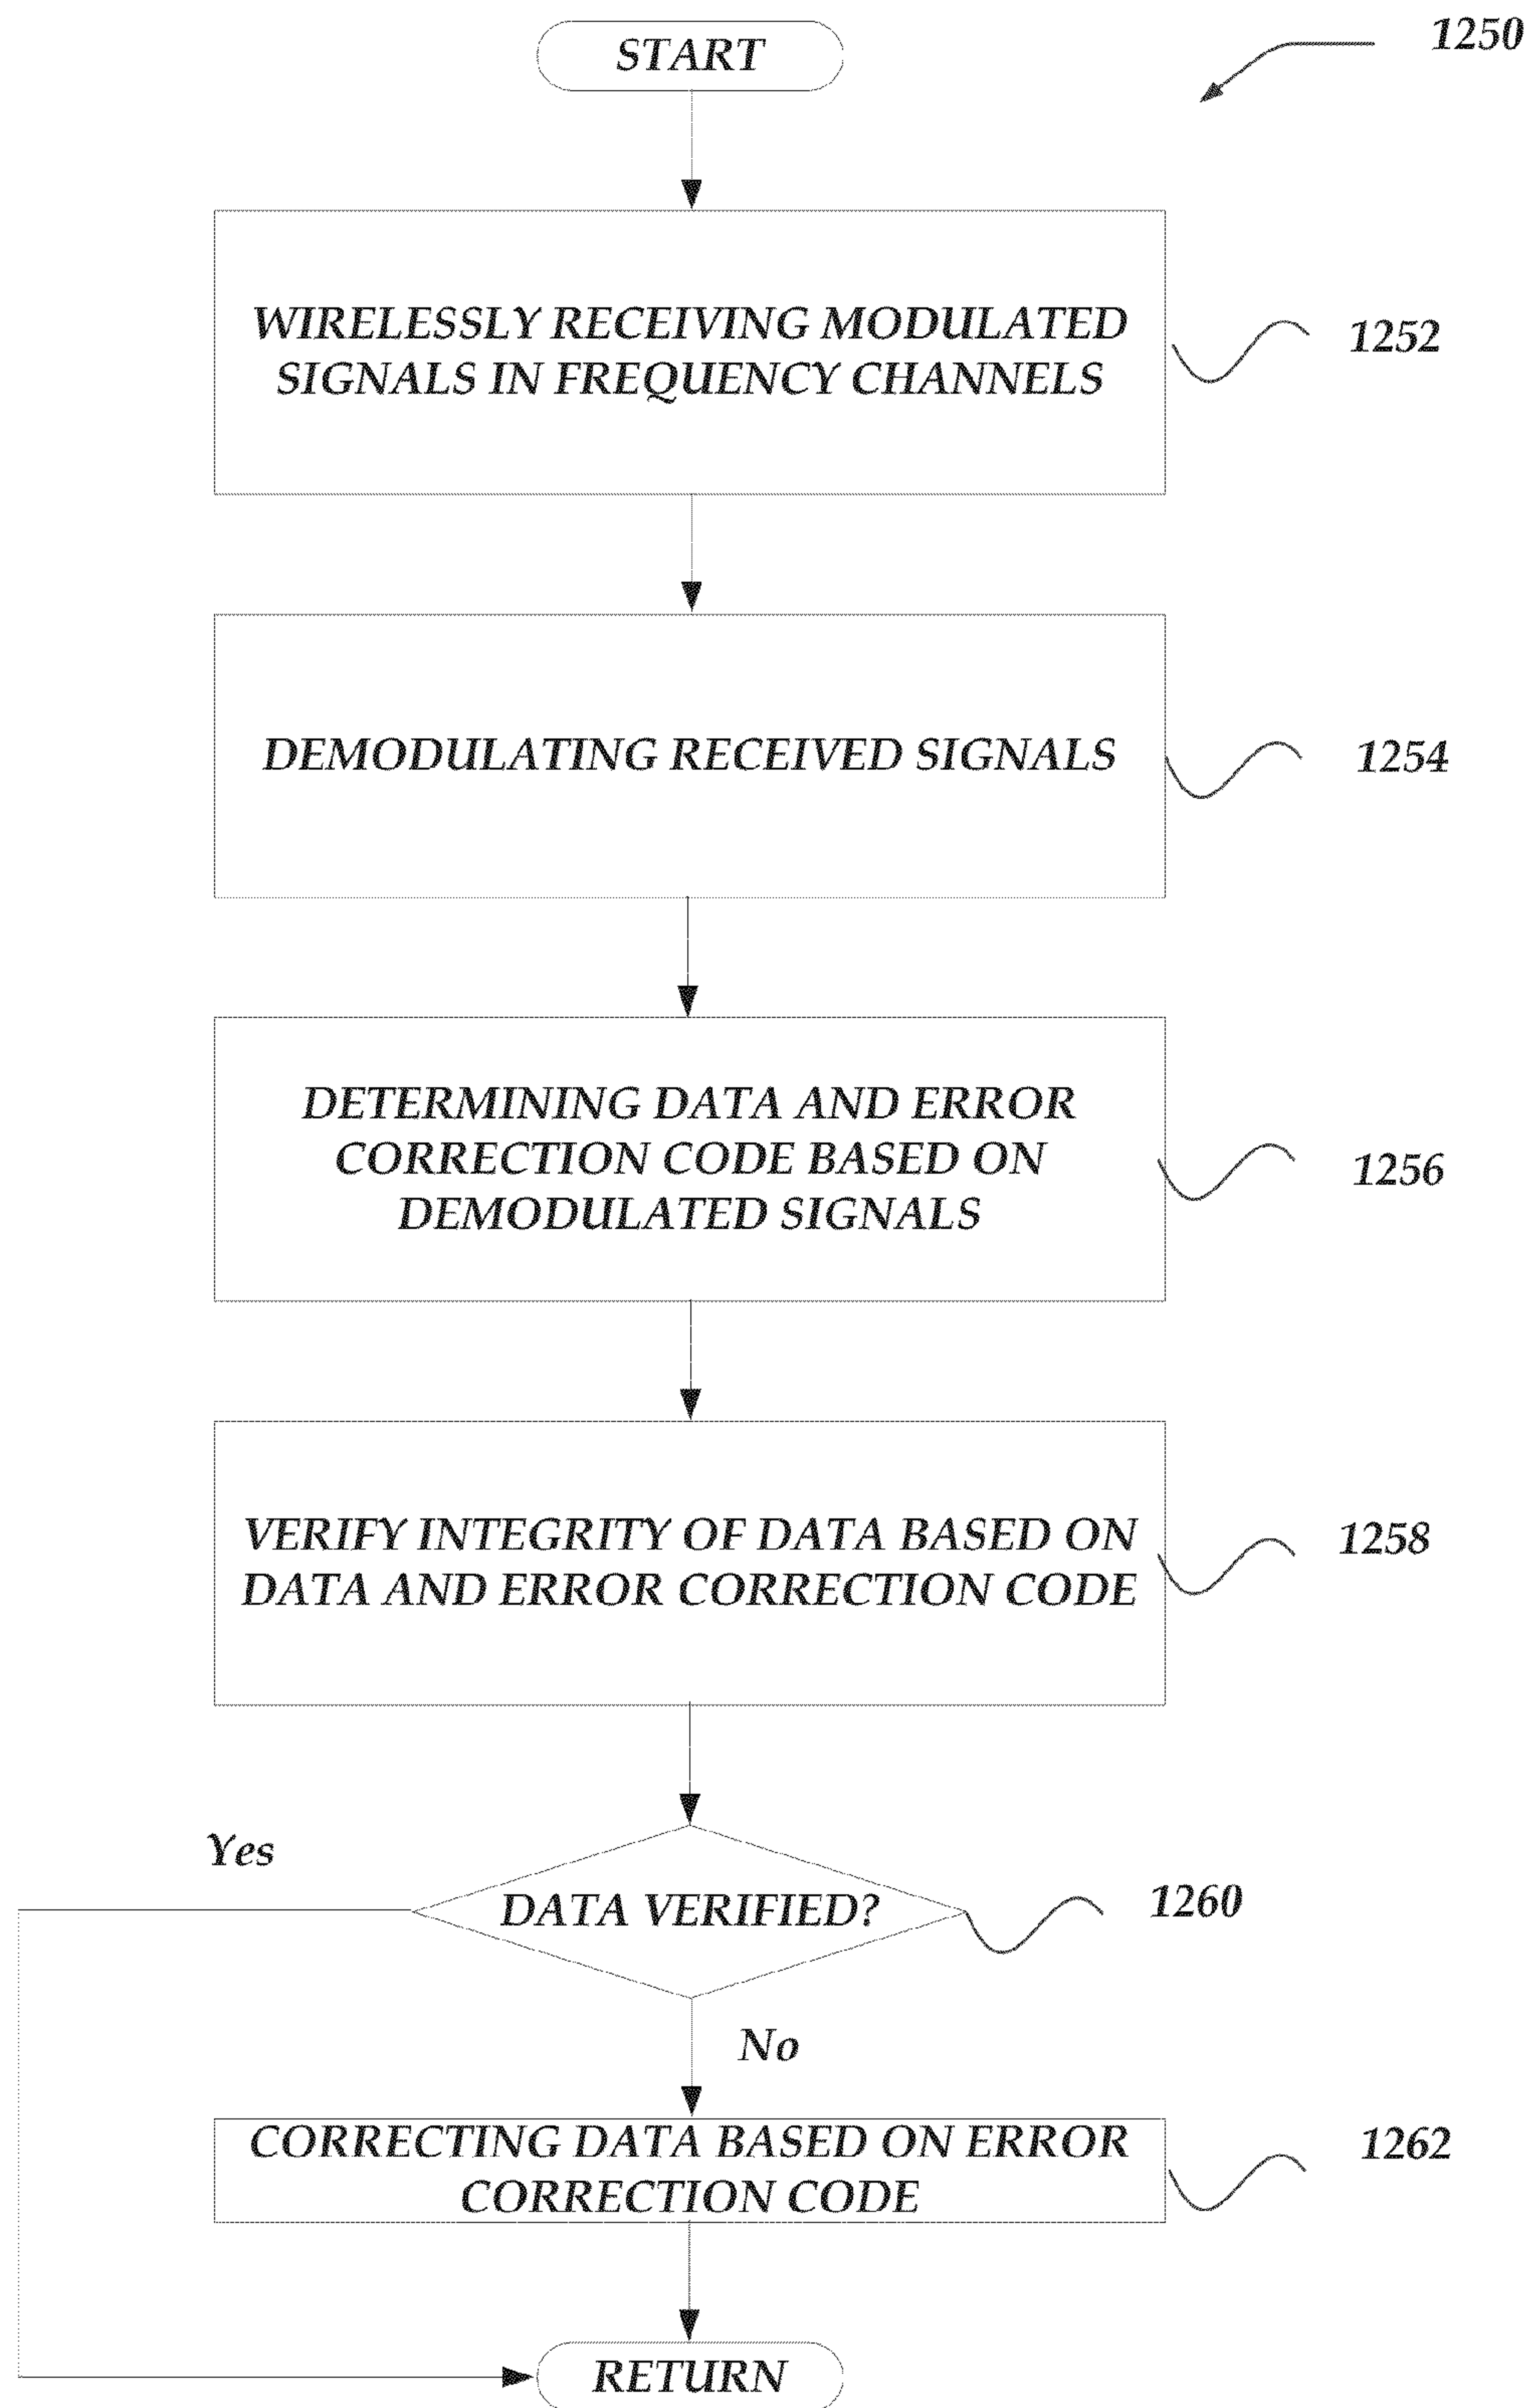 START
1250
WIRELESSLY RECEIVING MODULATED
SIGNALS IN FREQUENCY CHANNELS
1252
DEMODULATING RECEIVED SIGNALS
1254
DETERMINING DATA AND ERROR
CORRECTION CODE BASED ON
DEMODULATED SIGNALS
1256
VERIFY INTEGRITY OF DATA BASED ON
DATA AND ERROR CORRECTION CODE
1258
Yes
DATA VERIFIED?
1260
No
CORRECTING DATA BASED ON ERROR
CORRECTION CODE
1262
RETURN